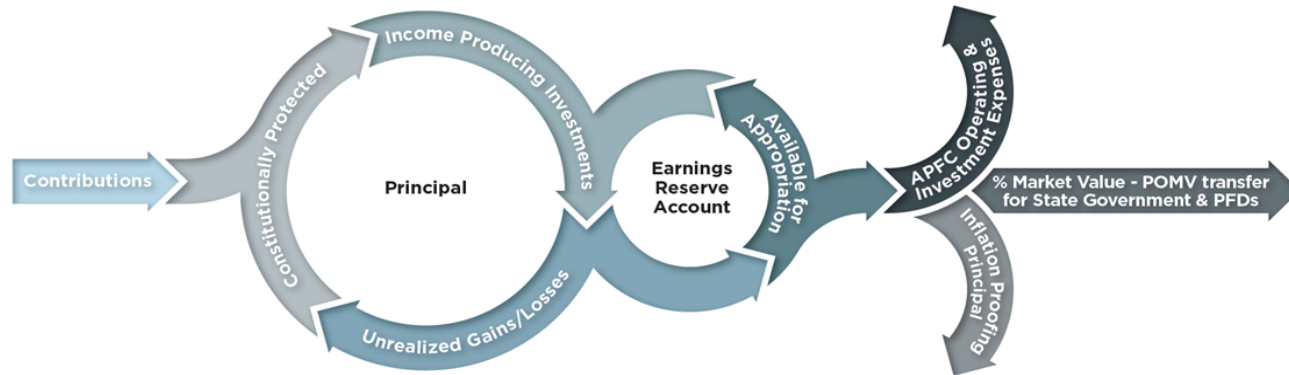 Contributions
Constitutionally Protected
Income Producing Investments
Principal
Unrealized Gains/Losses
Earnings
Reserve
Account
Available for
Appropriation
APFC Operating &
Investment Expenses
% Market Value - POMV transfer
for State Government & PFDs
Inflation Proofing
Principal